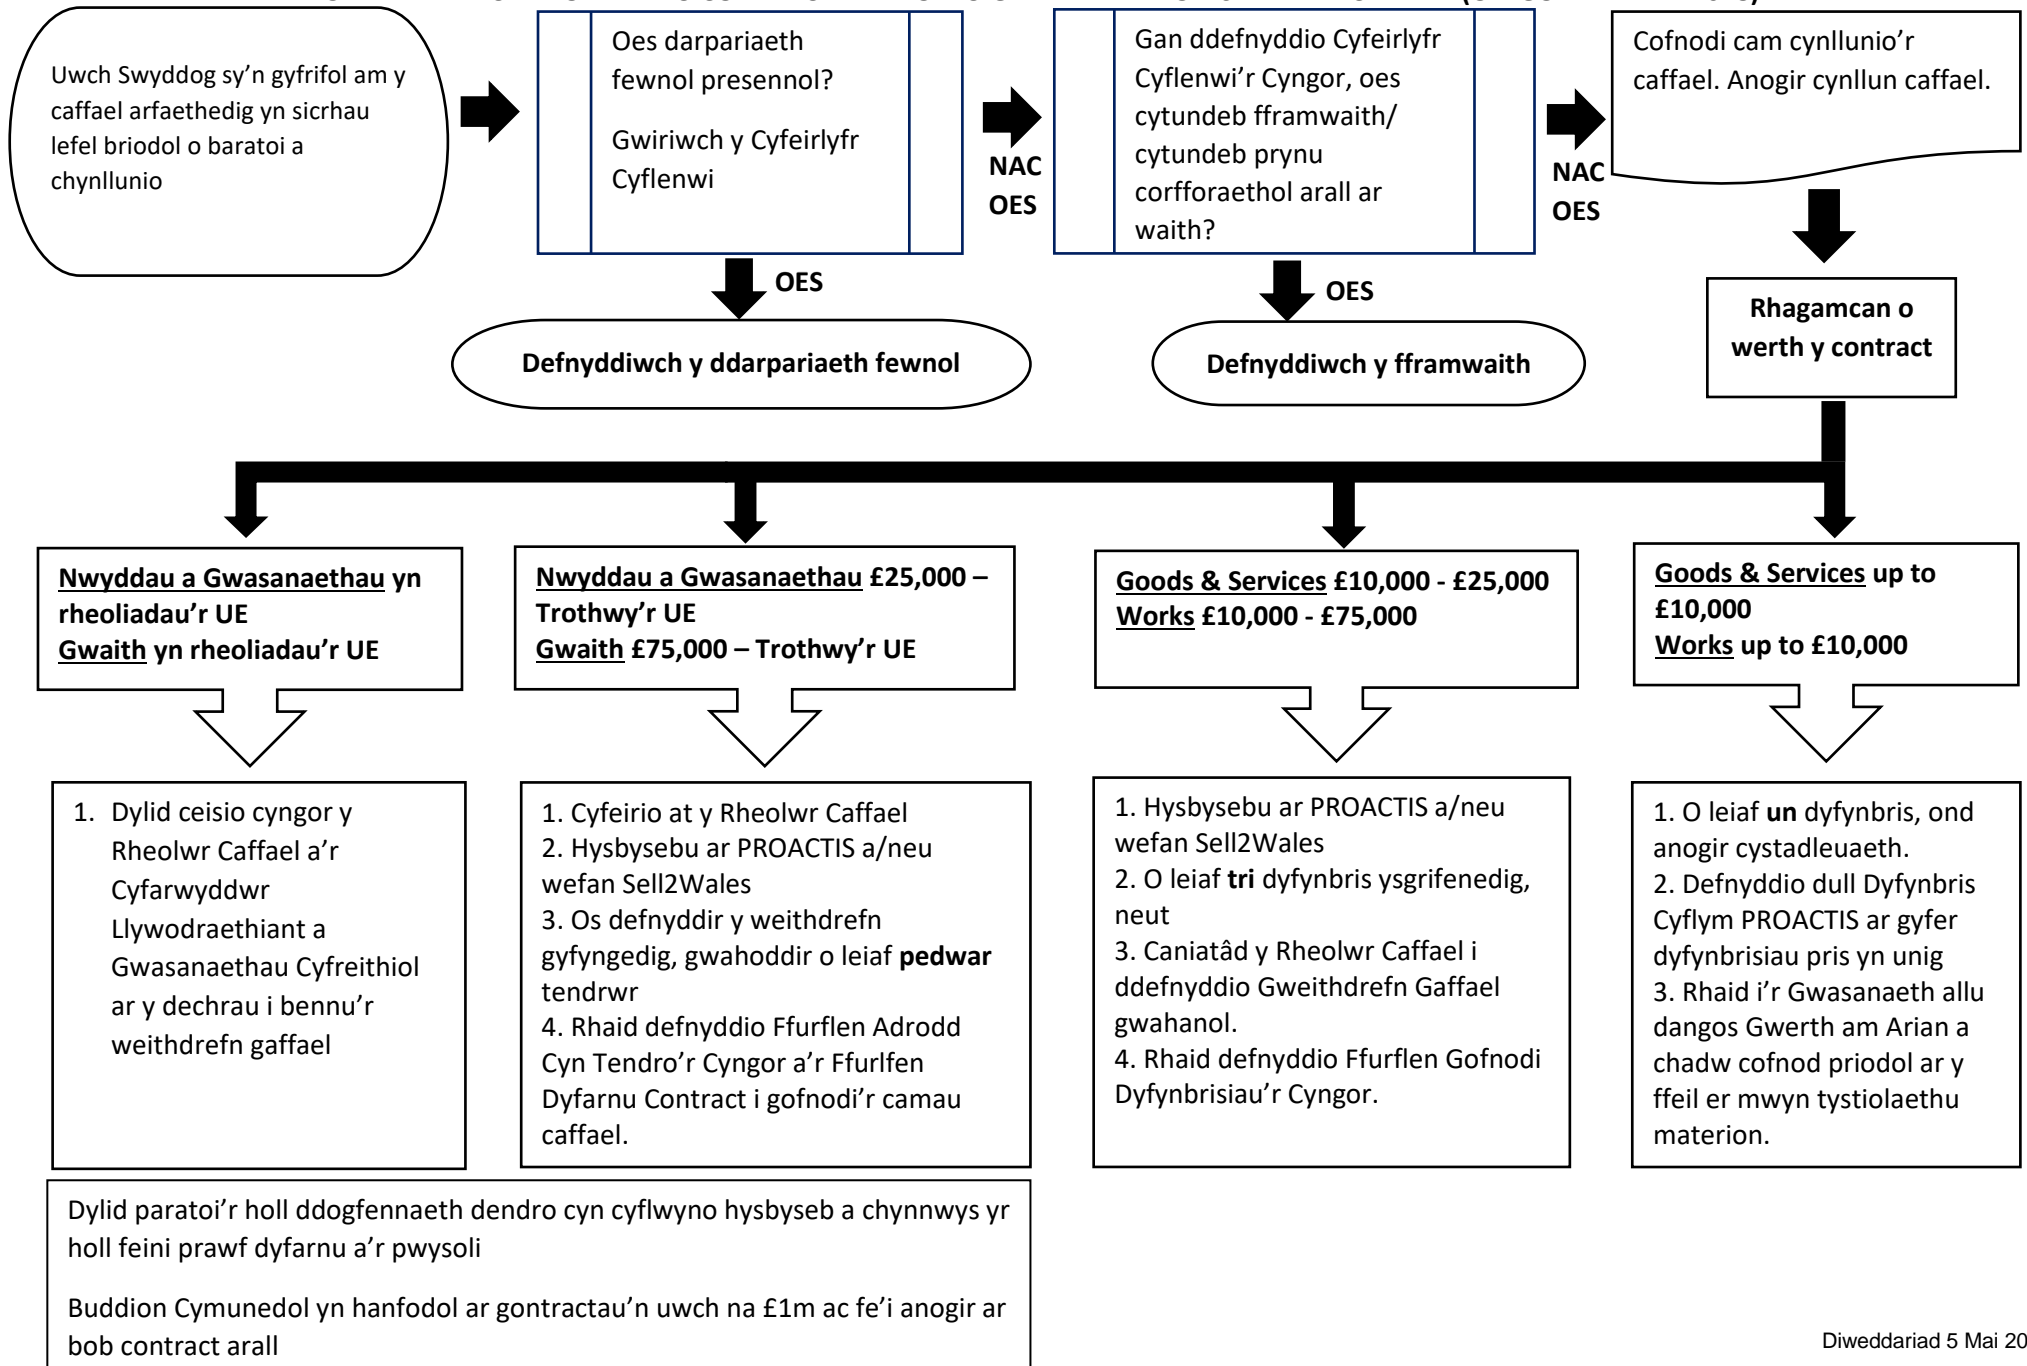 Uwch Swyddog sy’n gyfrifol am y
caffael arfaethedig yn sicrhau
lefel briodol o baratoi a
chynllunio
Oes darpariaeth
fewnol presennol?
Gwiriwch y Cyfeirlyfr
Cyflenwi
NAC
OES
Gan ddefnyddio Cyfeirlyfr
Cyflenwi’r Cyngor, oes
cytundeb fframwaith/
cytundeb prynu
corfforaethol arall ar
waith?
NAC
OES
Cofnodi cam cynllunio’r
caffael. Anogir cynllun caffael.
OES
OES
Defnyddiwch y ddarpariaeth fewnol
Defnyddiwch y fframwaith
Rhagamcan o
werth y contract
Nwyddau a Gwasanaethau yn
rheoliadau’r UE
Gwaith yn rheoliadau’r UE
Nwyddau a Gwasanaethau £25,000 –
Trothwy’r UE
Gwaith £75,000 – Trothwy’r UE
Goods & Services £10,000 - £25,000
Works £10,000 - £75,000
Goods & Services up to
£10,000
Works up to £10,000
1. Dylid ceisio cyngor y
Rheolwr Caffael a’r
Cyfarwyddwr
Llywodraethiant a
Gwasanaethau Cyfreithiol
ar y dechrau i bennu’r
weithdrefn gaffael
1. Cyfeirio at y Rheolwr Caffael
2. Hysbysebu ar PROACTIS a/neu
wefan Sell2Wales
3. Os defnyddir y weithdrefn
gyfyngedig, gwahoddir o leiaf pedwar
tendrwr
4. Rhaid defnyddio Ffurflen Adrodd
Cyn Tendro’r Cyngor a’r Ffurlfen
Dyfarnu Contract i gofnodi’r camau
caffael.
1. Hysbysebu ar PROACTIS a/neu
wefan Sell2Wales
2. O leiaf tri dyfynbris ysgrifenedig,
neut
3. Caniatâd y Rheolwr Caffael i
ddefnyddio Gweithdrefn Gaffael
gwahanol.
4. Rhaid defnyddio Ffurflen Gofnodi
Dyfynbrisiau’r Cyngor.
1. O leiaf un dyfynbris, ond
anogir cystadleuaeth.
2. Defnyddio dull Dyfynbris
Cyflym PROACTIS ar gyfer
dyfynbrisiau pris yn unig
3. Rhaid i’r Gwasanaeth allu
dangos Gwerth am Arian a
chadw cofnod priodol ar y
ffeil er mwyn tystiolaethu
materion.
Dylid paratoi’r holl ddogfennaeth dendro cyn cyflwyno hysbyseb a chynnwys yr
holl feini prawf dyfarnu a’r pwysoli
Buddion Cymunedol yn hanfodol ar gontractau’n uwch na £1m ac fe’i anogir ar
bob contract arall
Diweddariad 5 Mai 20